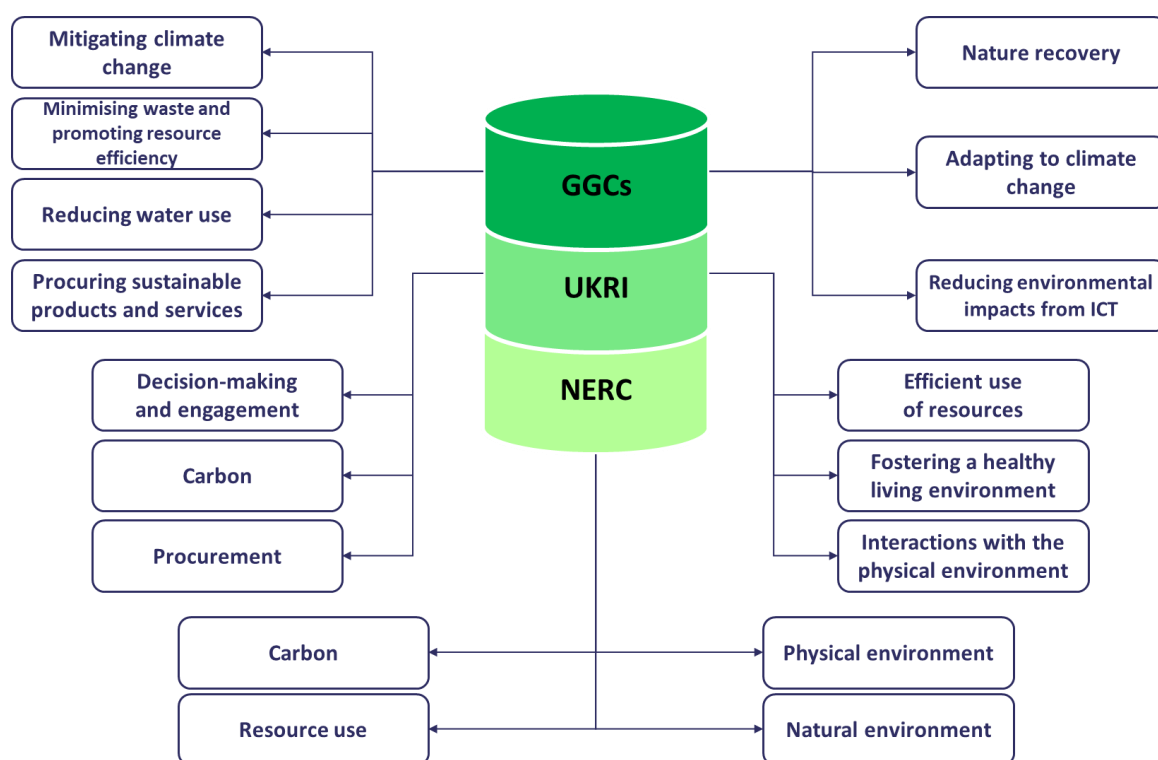 Mitigating climate
change
Minimising waste and
promoting resource
efficiency
Reducing water use
Procuring sustainable
products and services
GGCs
UKRI
NERC
Nature recovery
Adapting to climate
change
Reducing environmental
impacts from ICT
Decision-making
and engagement
Carbon
Procurement
Efficient use
of resources
Fostering a healthy
living environment
Interactions with the
physical environment
Carbon
Resource use
Physical environment
Natural environment